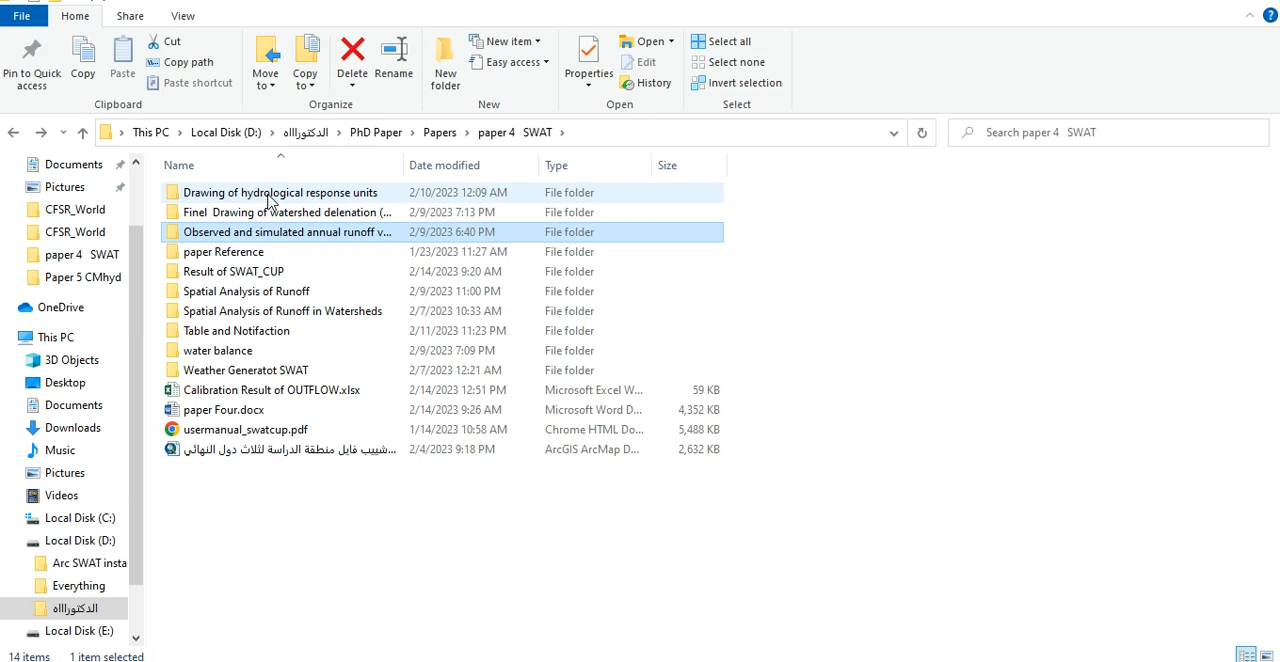 File Home Share View
Pin to Quick access
Copy
Paste
Cut
Copy path
Paste shortcut
Clipboard
Move to
Copy to
Delete
Rename
Organize
New folder
New item
Easy access
New
Properties
Open
Edit
History
Open
Select all
Select none
Invert selection
Select
This PC > Local Disk (D:) > الدكتوراااه > PhD Paper > Papers > paper 4 SWAT >
Search paper 4 SWAT
Documents
Pictures
CFSR_World
CFSR_World
paper 4 SWAT
Paper 5 CMhyd
OneDrive
This PC
3D Objects
Desktop
Documents
Downloads
Music
Pictures
Videos
Local Disk (C:)
Local Disk (D:)
Arc SWAT insta
Everything
الدكتوراااه
Local Disk (E:)
Name Date modified Type Size
Drawing of hydrological response units 2/10/2023 12:09 AM File folder
Finel Drawing of watershed delenation (... 2/9/2023 7:13 PM File folder
Observed and simulated annual runoff v... 2/9/2023 6:40 PM File folder
paper Reference 1/23/2023 11:27 AM File folder
Result of SWAT_CUP 2/14/2023 9:20 AM File folder
Spatial Analysis of Runoff 2/9/2023 11:00 PM File folder
Spatial Analysis of Runoff in Watersheds 2/7/2023 10:33 AM File folder
Table and Notifaction 2/11/2023 11:23 PM File folder
water balance 2/9/2023 7:09 PM File folder
Weather Generatot SWAT 2/7/2023 12:21 AM File folder
Calibration Result of OUTFLOW.xlsx 2/14/2023 12:51 PM Microsoft Excel W... 59 KB
paper Four.docx 2/14/2023 9:26 AM Microsoft Word D... 4,352 KB
usermanual_swatcup.pdf 1/14/2023 10:58 AM Chrome HTML Do... 5,488 KB
شييب فايل منطقة الدراسة لثلاث دول النهائي... 2/4/2023 9:18 PM ArcGIS ArcMap D... 2,632 KB
14 items 1 item selected